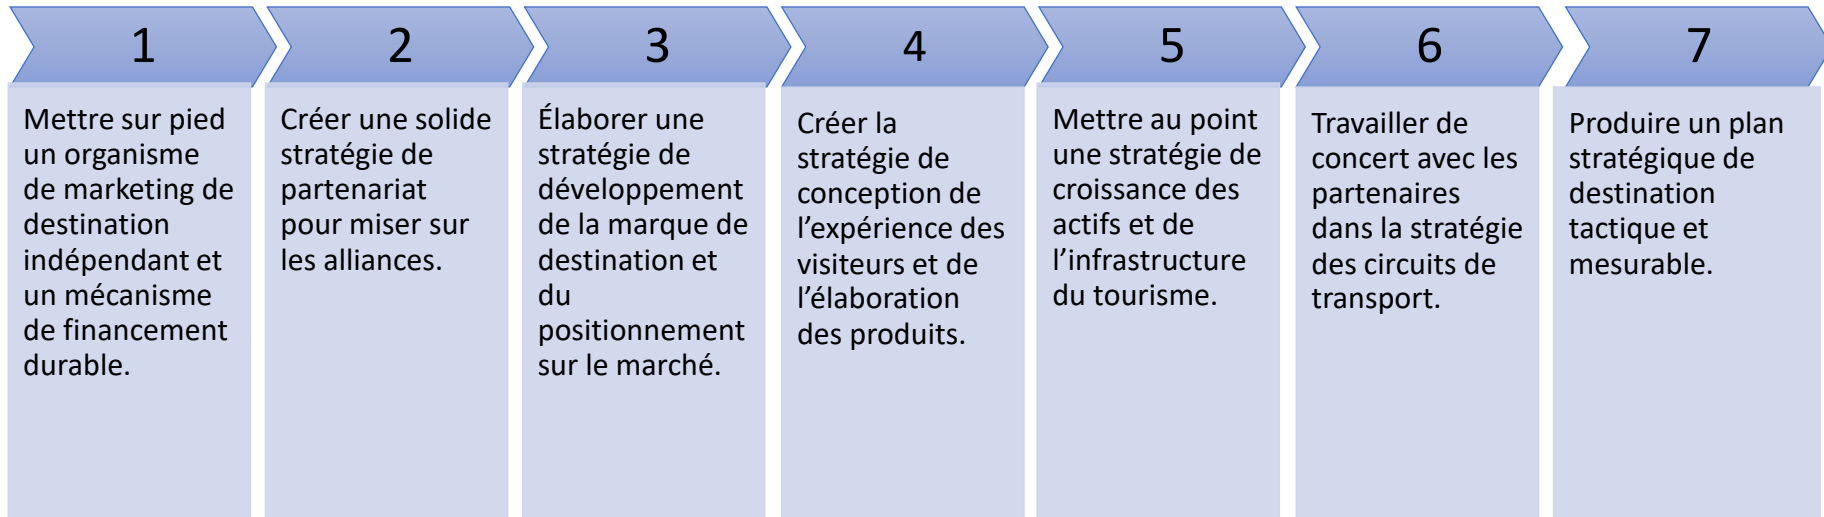 1
Mettre sur pied
un organisme
de marketing de
destination
indépendant et
un mécanisme
de financement
durable.
2
Créer une solide
stratégie de
partenariat
pour miser sur
les alliances.
3
Élaborer une
stratégie de
développement
de la marque de
destination et
du
positionnement
sur le marché.
4
Créer la
stratégie de
conception de
l’expérience des
visiteurs et de
l’élaboration
des produits.
5
Mettre au point
une stratégie de
croissance des
actifs et de
l’infrastructure
du tourisme.
6
Travailler de
concert avec les
partenaires
dans la stratégie
des circuits de
transport.
7
Produire un plan
stratégique de
destination
tactique et
mesurable.